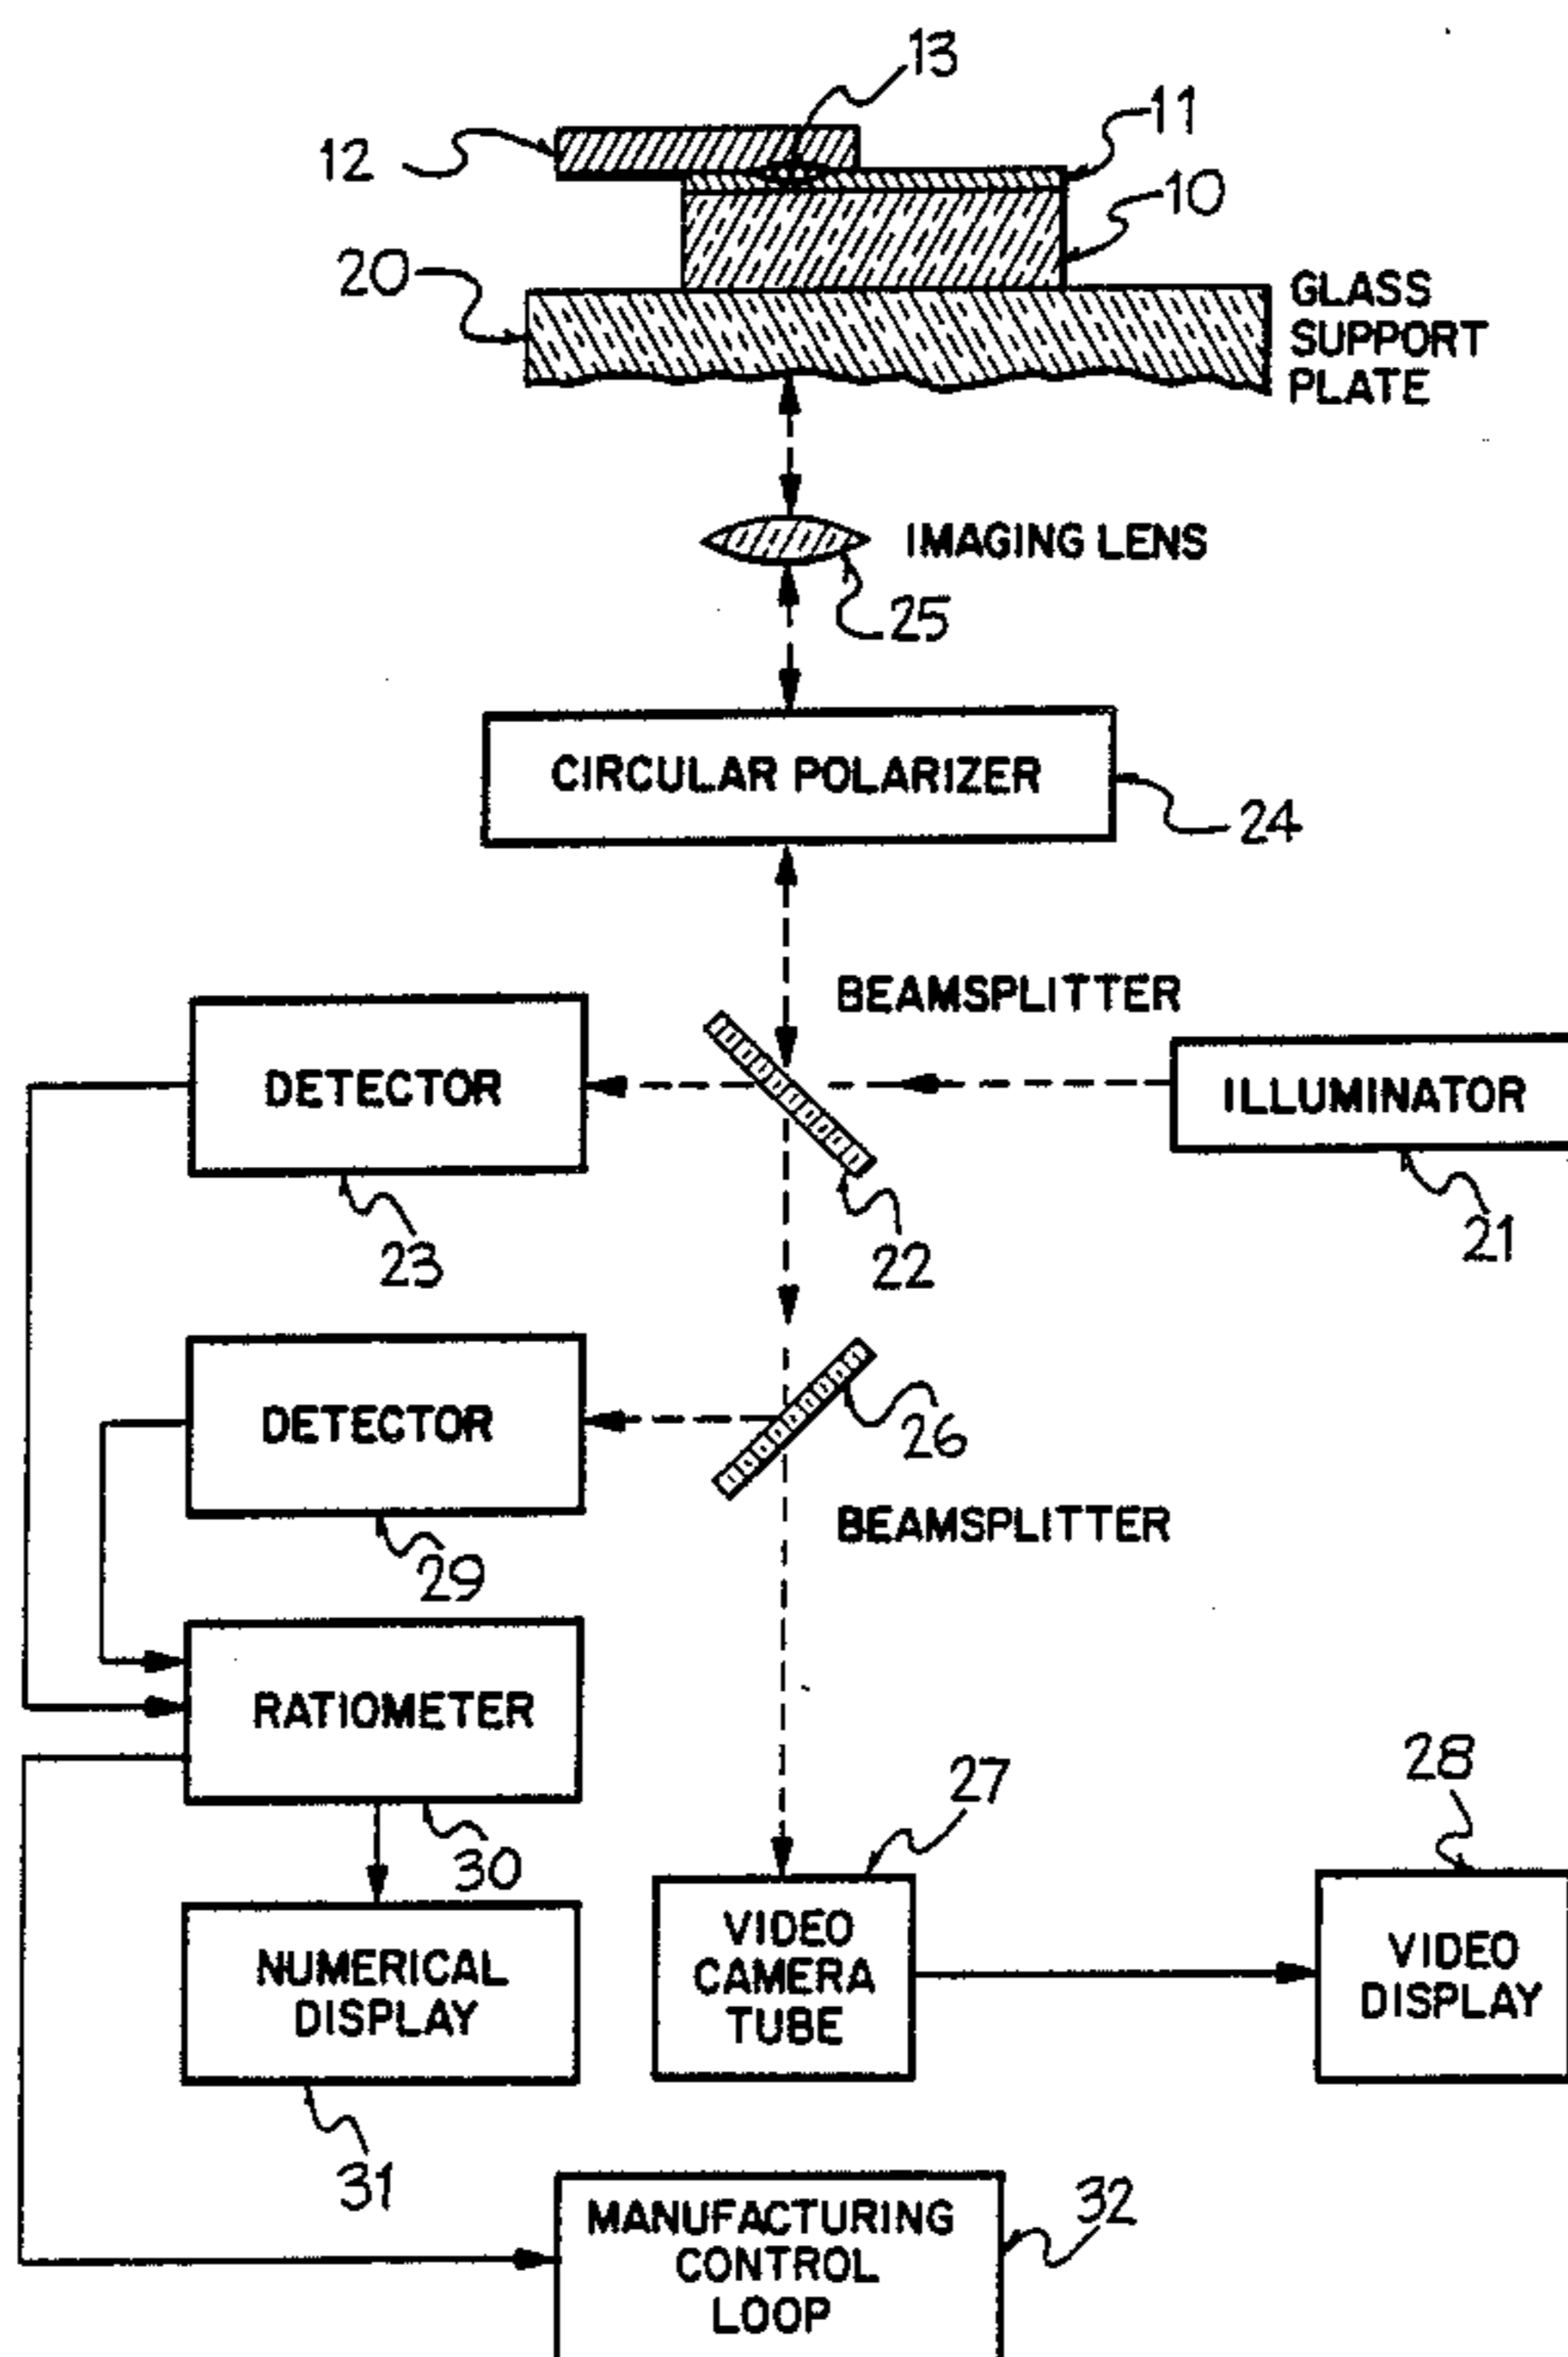 13
11
12
10
20
GLASS
SUPPORT
PLATE
IMAGING LENS
25
CIRCULAR POLARIZER
24
BEAMSPLITTER
DETECTOR
ILLUMINATOR
23
22
21
DETECTOR
26
BEAMSPLITTER
29
RATIOMETER
27
28
30
NUMERICAL
DISPLAY
VIDEO
CAMERA
TUBE
VIDEO
DISPLAY
31
MANUFACTURING
CONTROL
LOOP
32